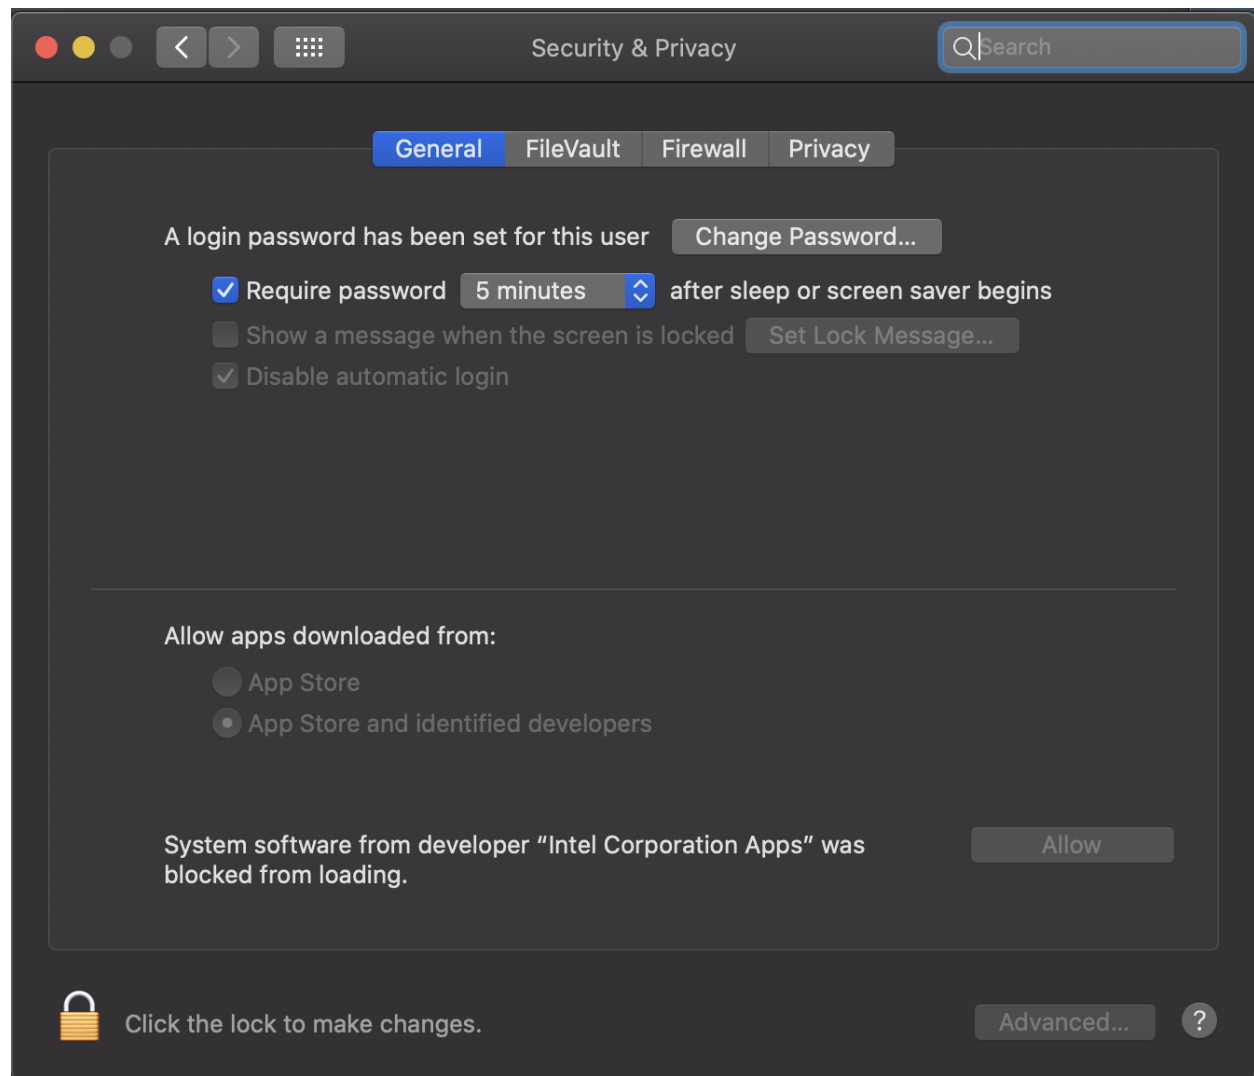 Security & Privacy
Search
General FileVault Firewall Privacy
A login password has been set for this user Change Password...
Require password 5 minutes after sleep or screen saver begins
Show a message when the screen is locked Set Lock Message...
Disable automatic login
Allow apps downloaded from:
App Store
App Store and identified developers
System software from developer “Intel Corporation Apps” was Allow
blocked from loading.
Click the lock to make changes. Advanced... ?